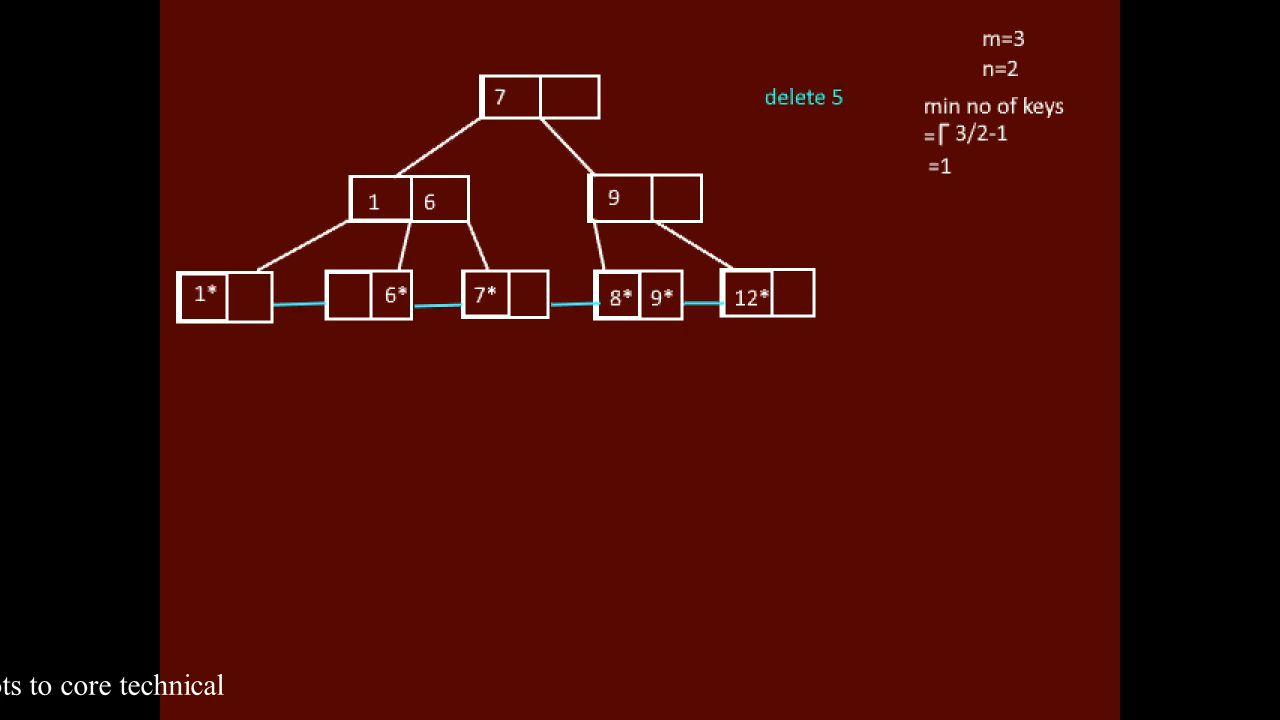 m=3
n=2
min no of keys
=⌈ 3/2-1
=1
delete 5
7
1 6
9
1* 6* 7* 8* 9* 12*
ts to core technical